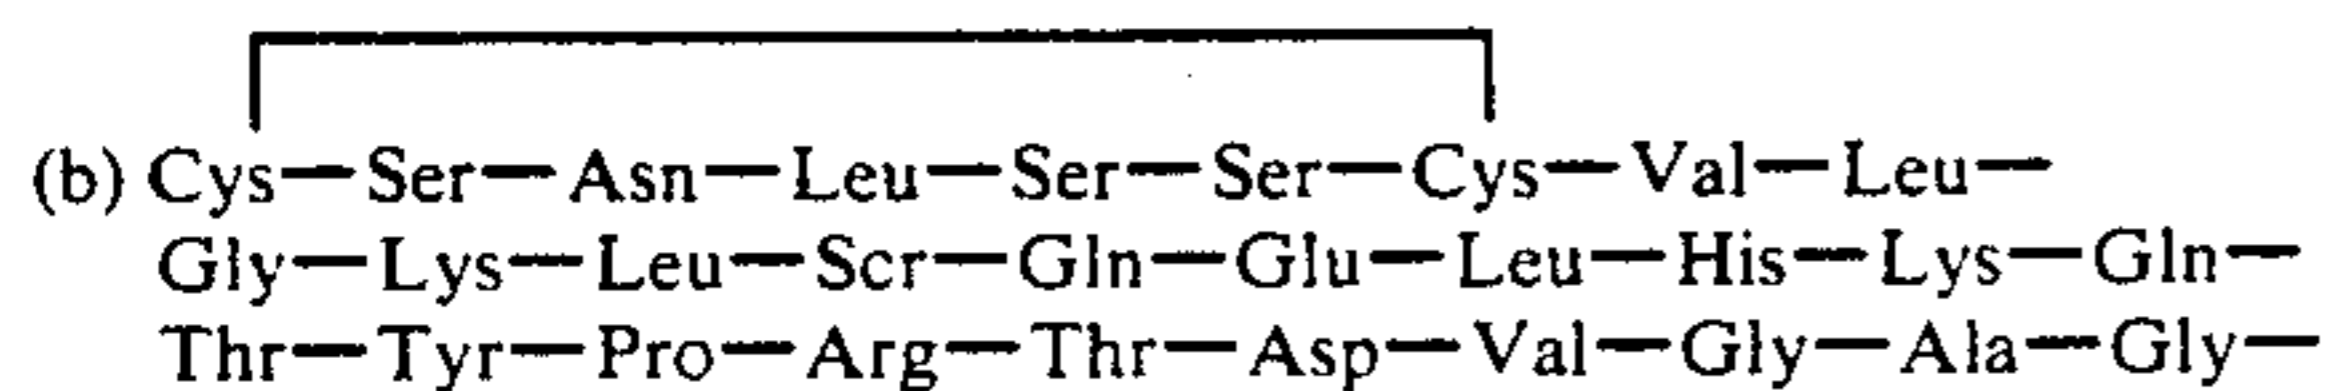 (b) Cys—Ser—Asn—Leu—Ser—Ser—Cys—Val—Leu—
Gly—Lys—Leu—Scr—Gln—Glu—Leu—His—Lys—Gln—
Thr—Tyr—Pro—Arg—Thr—Asp—Val—Gly—Ala—Gly—